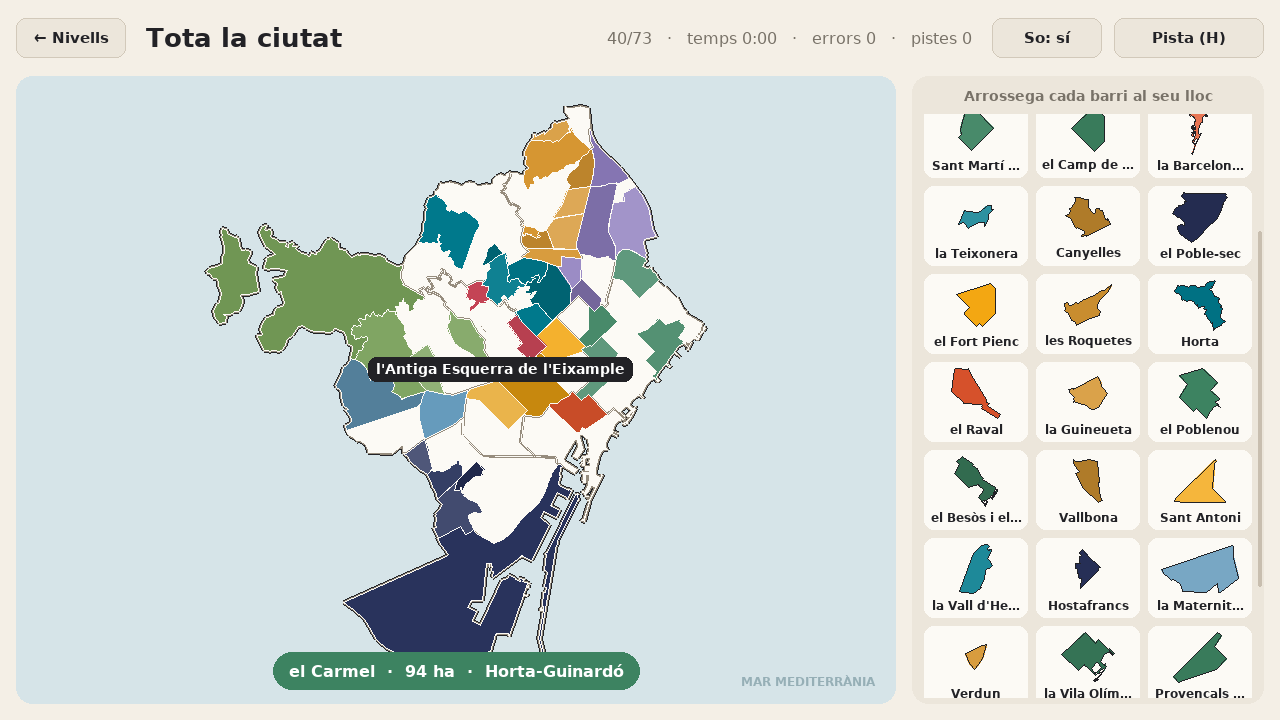 ← Nivells
Tota la ciutat
40/73 · temps 0:00 · errors 0 · pistes 0
So: sí
Pista (H)
Arrossega cada barri al seu lloc
Sant Martí ...
el Camp de ...
la Barcelon...
la Teixonera
Canyelles
el Poble-sec
el Fort Pienc
les Roquetes
Horta
el Raval
la Guineueta
el Poblenou
el Besòs i el...
Vallbona
Sant Antoni
la Vall d'He...
Hostafrancs
la Maternit...
Verdun
la Vila Olím...
Provençals ...
l'Antiga Esquerra de l'Eixample
el Carmel · 94 ha · Horta-Guinardó
MAR MEDITERRÀNIA